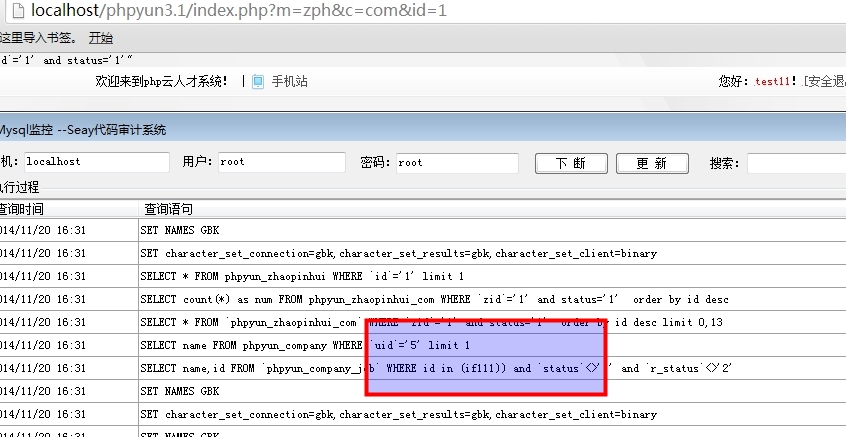 localhost/phpyun3.1/index.php?m=zph&c=com&id=1
这里导入书签。 开始
d`='1' and status='1'"
欢迎来到php云人才系统! | 手机站 您好: test11! [安全退
Mysql监控 --Seay代码审计系统
机: localhost 用户: root 密码: root 下 断 更 新 搜索:
执行过程
查询时间 查询语句
014/11/20 16:31 SET NAMES GBK
014/11/20 16:31 SET character_set_connection=gbk,character_set_results=gbk,character_set_client=binary
014/11/20 16:31 SELECT * FROM phpyun_zhaopinhui WHERE `id`='1' limit 1
014/11/20 16:31 SELECT count(*) as num FROM phpyun_zhaopinhui_com WHERE `zid`='1' and status='1' order by id desc
014/11/20 16:31 SELECT * FROM `phpyun_zhaopinhui_com` WHERE `zid`='1' and status='1' order by id desc limit 0,13
014/11/20 16:31 SELECT name FROM phpyun_company WHERE `uid`='5' limit 1
014/11/20 16:31 SELECT name,id FROM `phpyun_company_job` WHERE id in (if111)) and `status`<>' ' and `r_status`<>'2'
014/11/20 16:31 SET NAMES GBK
014/11/20 16:31 SET character_set_connection=gbk,character_set_results=gbk,character_set_client=binary